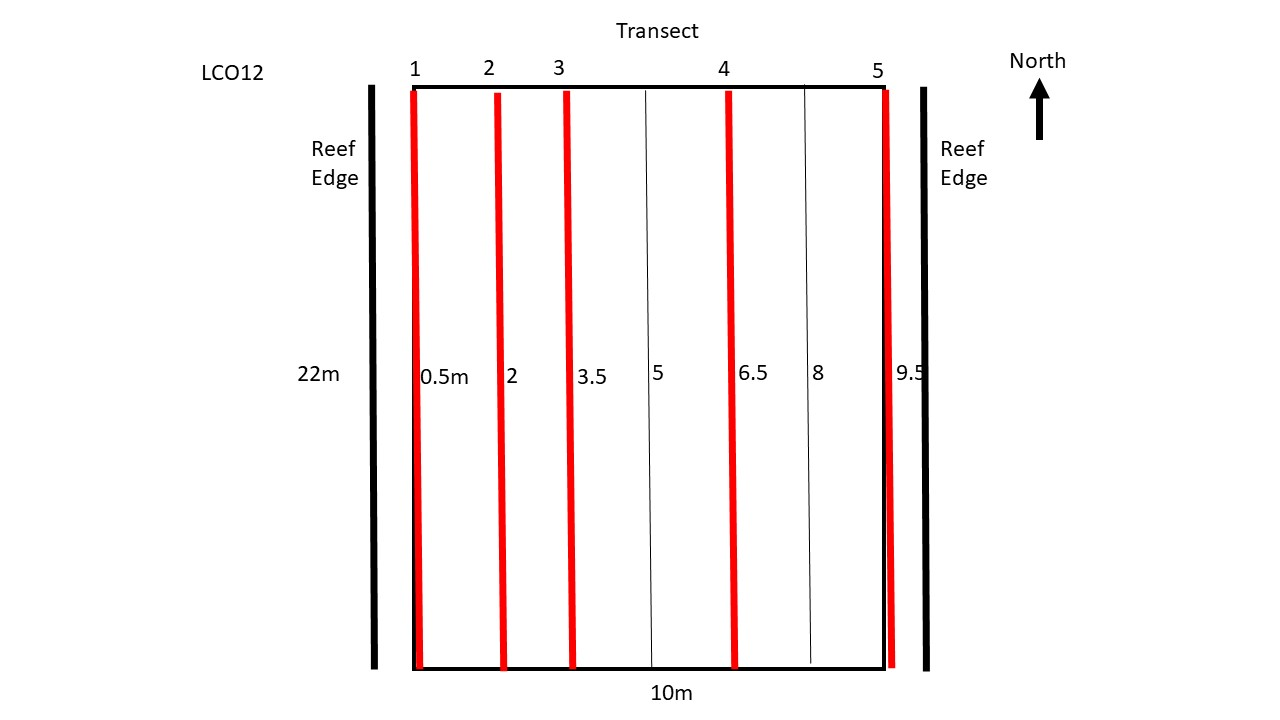 Transect
LCO12
1
2
3
4
5
North
Reef
Edge
Reef
Edge
22m
0.5m
2
3.5
5
6.5
8
9.5
10m